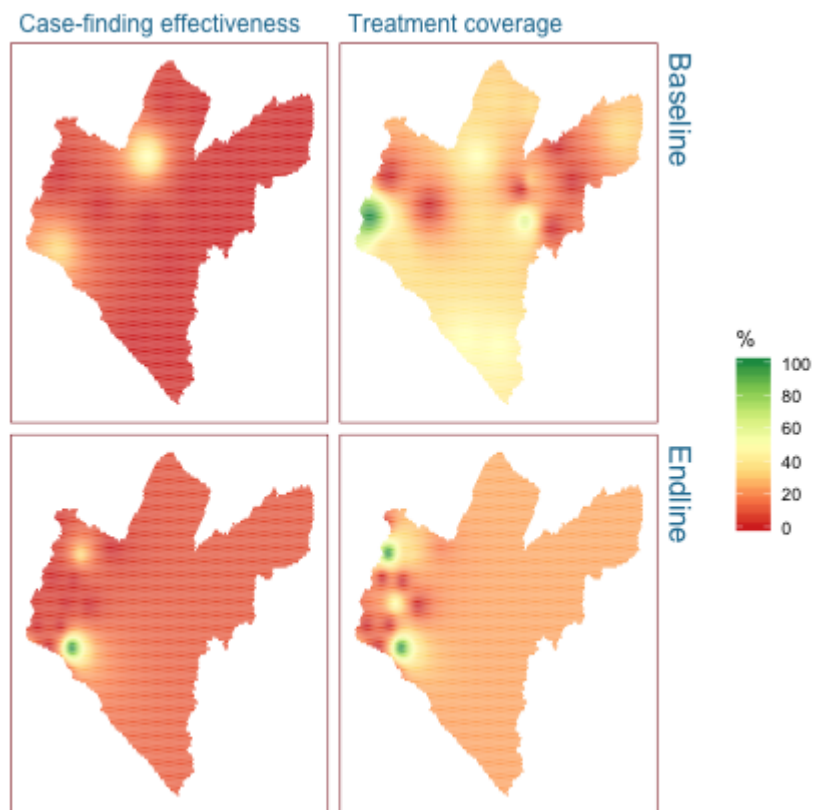 Case-finding effectiveness
Treatment coverage
Baseline
Endline
%
100
80
60
40
20
0